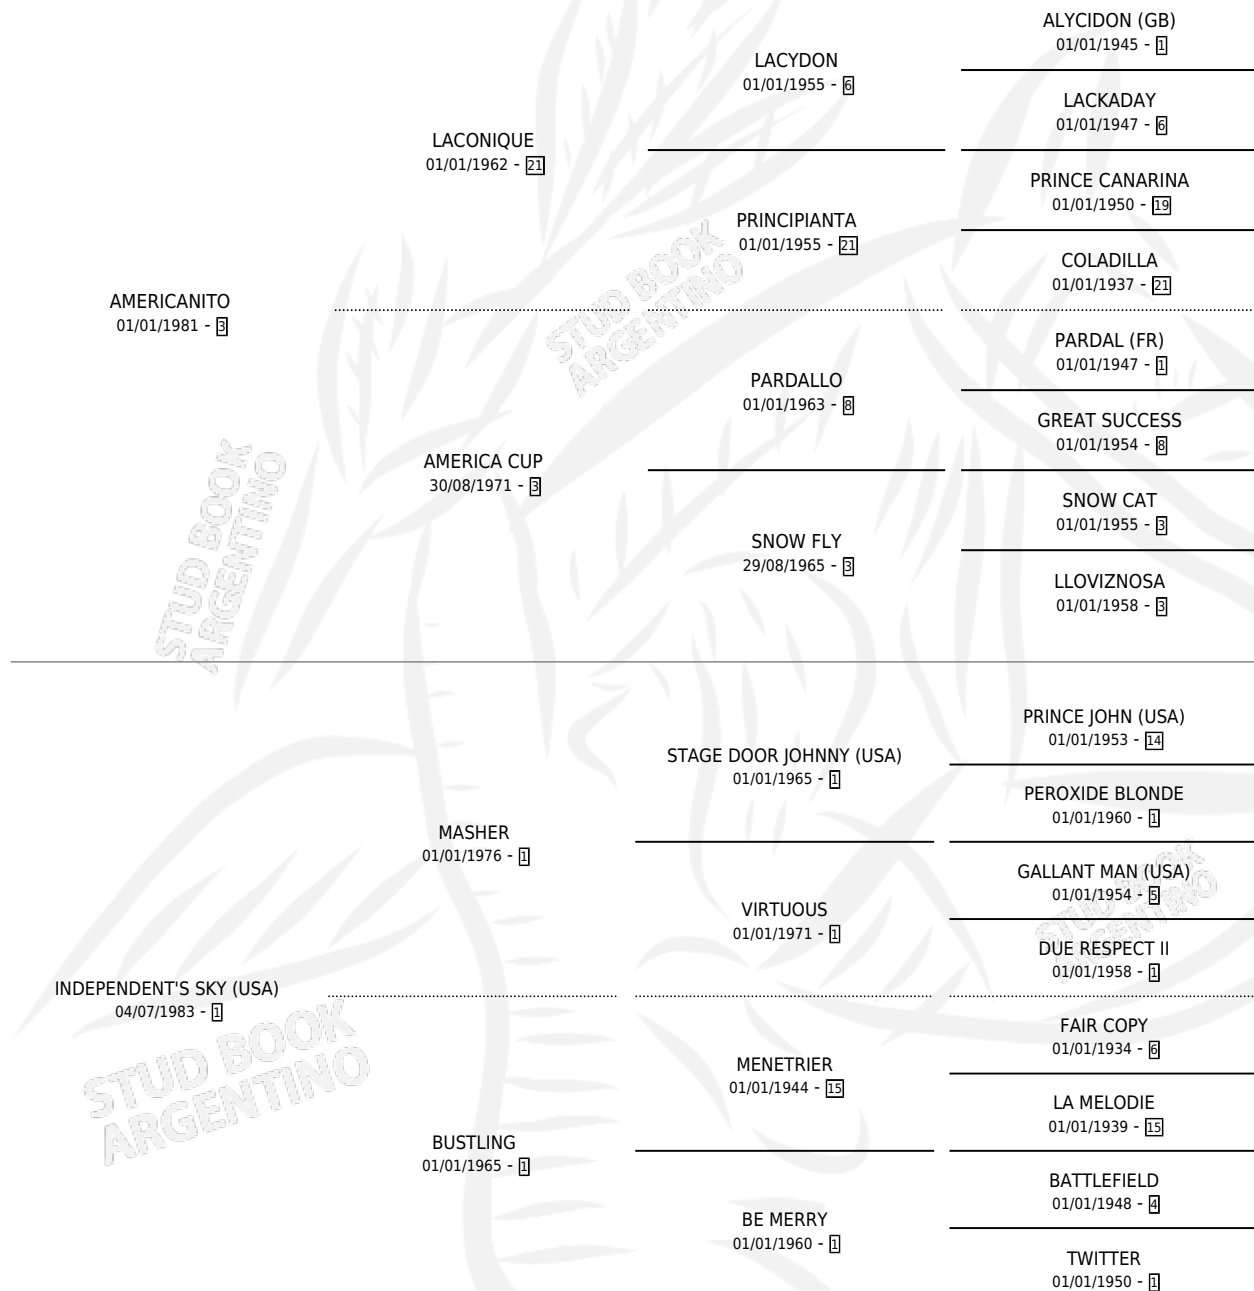 ALYCIDON (GB)
01/01/1945 - 1
LACYDON
01/01/1955 - 6
LACKADAY
01/01/1947 - 6
LACONIQUE
01/01/1962 - 21
PRINCE CANARINA
01/01/1950 - 19
PRINCIPIANTA
01/01/1955 - 21
COLADILLA
01/01/1937 - 21
AMERICANITO
01/01/1981 - 3
PARDAL (FR)
01/01/1947 - 1
PARDALLO
01/01/1963 - 8
GREAT SUCCESS
01/01/1954 - 8
AMERICA CUP
30/08/1971 - 3
SNOW CAT
01/01/1955 - 3
SNOW FLY
29/08/1965 - 3
LLOVIZNOSA
01/01/1958 - 3
STUD BOOK
ARGENTINO
STUD BOOK
ARGENTINO
PRINCE JOHN (USA)
01/01/1953 - 14
STAGE DOOR JOHNNY (USA)
01/01/1965 - 1
PEROXIDE BLONDE
01/01/1960 - 1
MASHER
01/01/1976 - 1
GALLANT MAN (USA)
01/01/1954 - 5
VIRTUOUS
01/01/1971 - 1
DUE RESPECT II
01/01/1958 - 1
STUD BOOK
ARGENTINO
INDEPENDENT'S SKY (USA)
04/07/1983 - 1
FAIR COPY
01/01/1934 - 6
MENETRIER
01/01/1944 - 15
LA MELODIE
01/01/1939 - 15
BUSTLING
01/01/1965 - 1
BATTLEFIELD
01/01/1948 - 4
BE MERRY
01/01/1960 - 1
TWITTER
01/01/1950 - 1
STUD BOOK
ARGENTINO